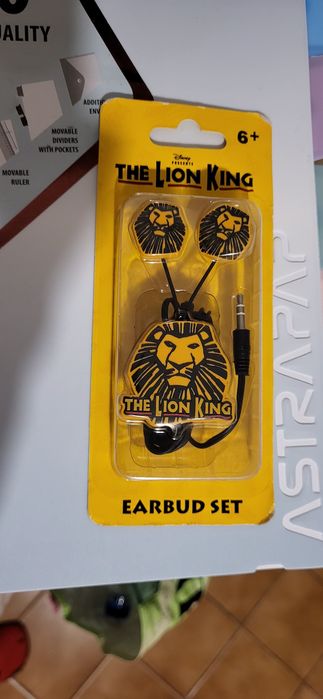 UALITY
MOVABLE
DIVIDERS
WITH POCKETS
MOVABLE
RULER
6+
Disney
PRESENTS
THE LION KING
THE LION KING
EARBUD SET
ASTRAPAP